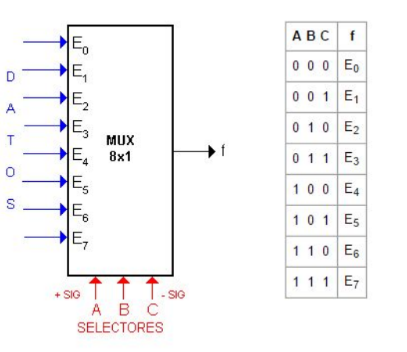 D A T O S
E0
E1
E2
E3
E4
E5
E6
E7
MUX
8x1
f
+ SIG
- SIG
A B C
SELECTORES
A B C f
0 0 0 E0
0 0 1 E1
0 1 0 E2
0 1 1 E3
1 0 0 E4
1 0 1 E5
1 1 0 E6
1 1 1 E7